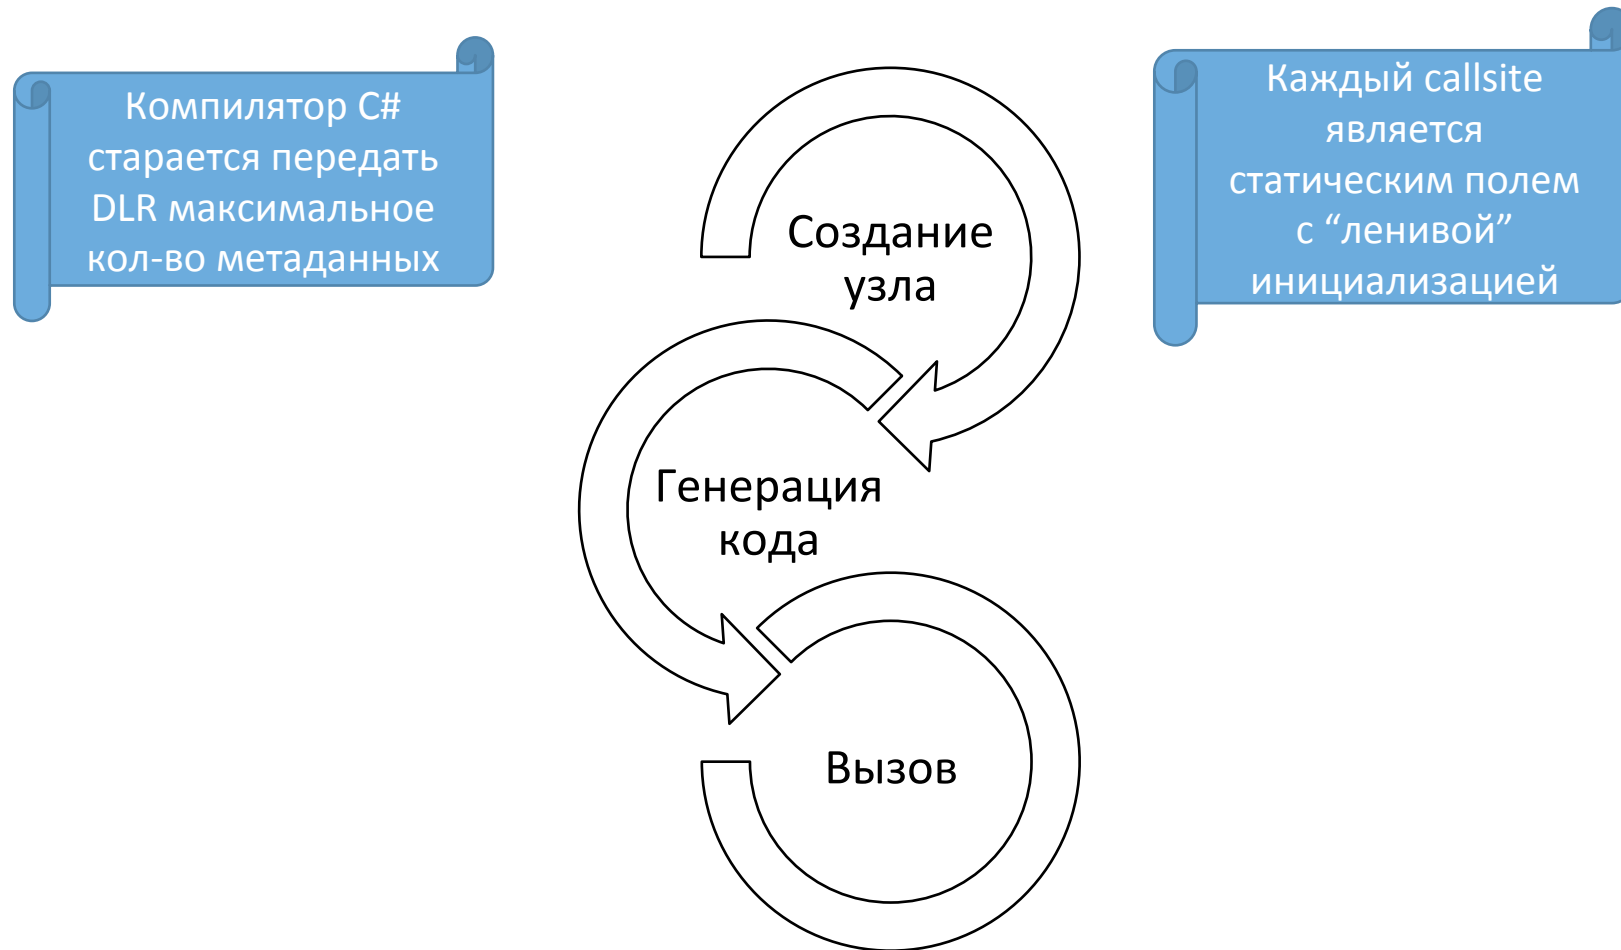 Компилятор C#
старается передать
DLR максимальное
кол-во метаданных
Каждый callsite
является
статическим полем
с “ленивой”
инициализацией
Создание
узла
Генерация
кода
Вызов